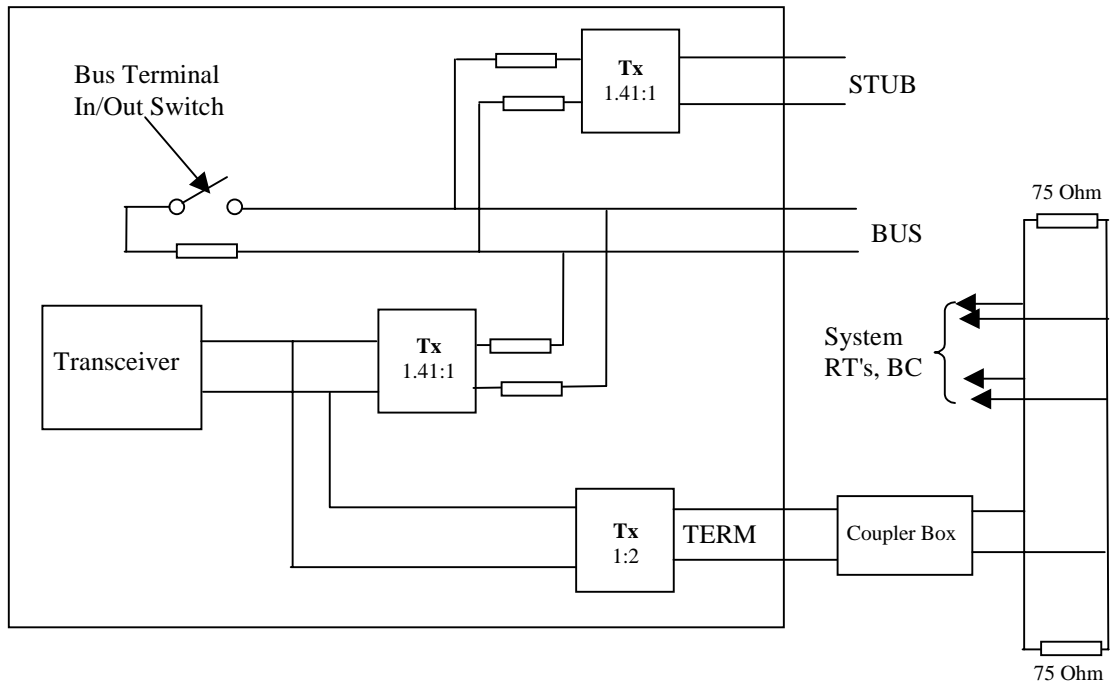 Bus Terminal
In/Out Switch
Tx
1.41:1
STUB
75 Ohm
BUS
Transceiver
Tx
1.41:1
System
RT's, BC
Tx
1:2
TERM
Coupler Box
75 Ohm